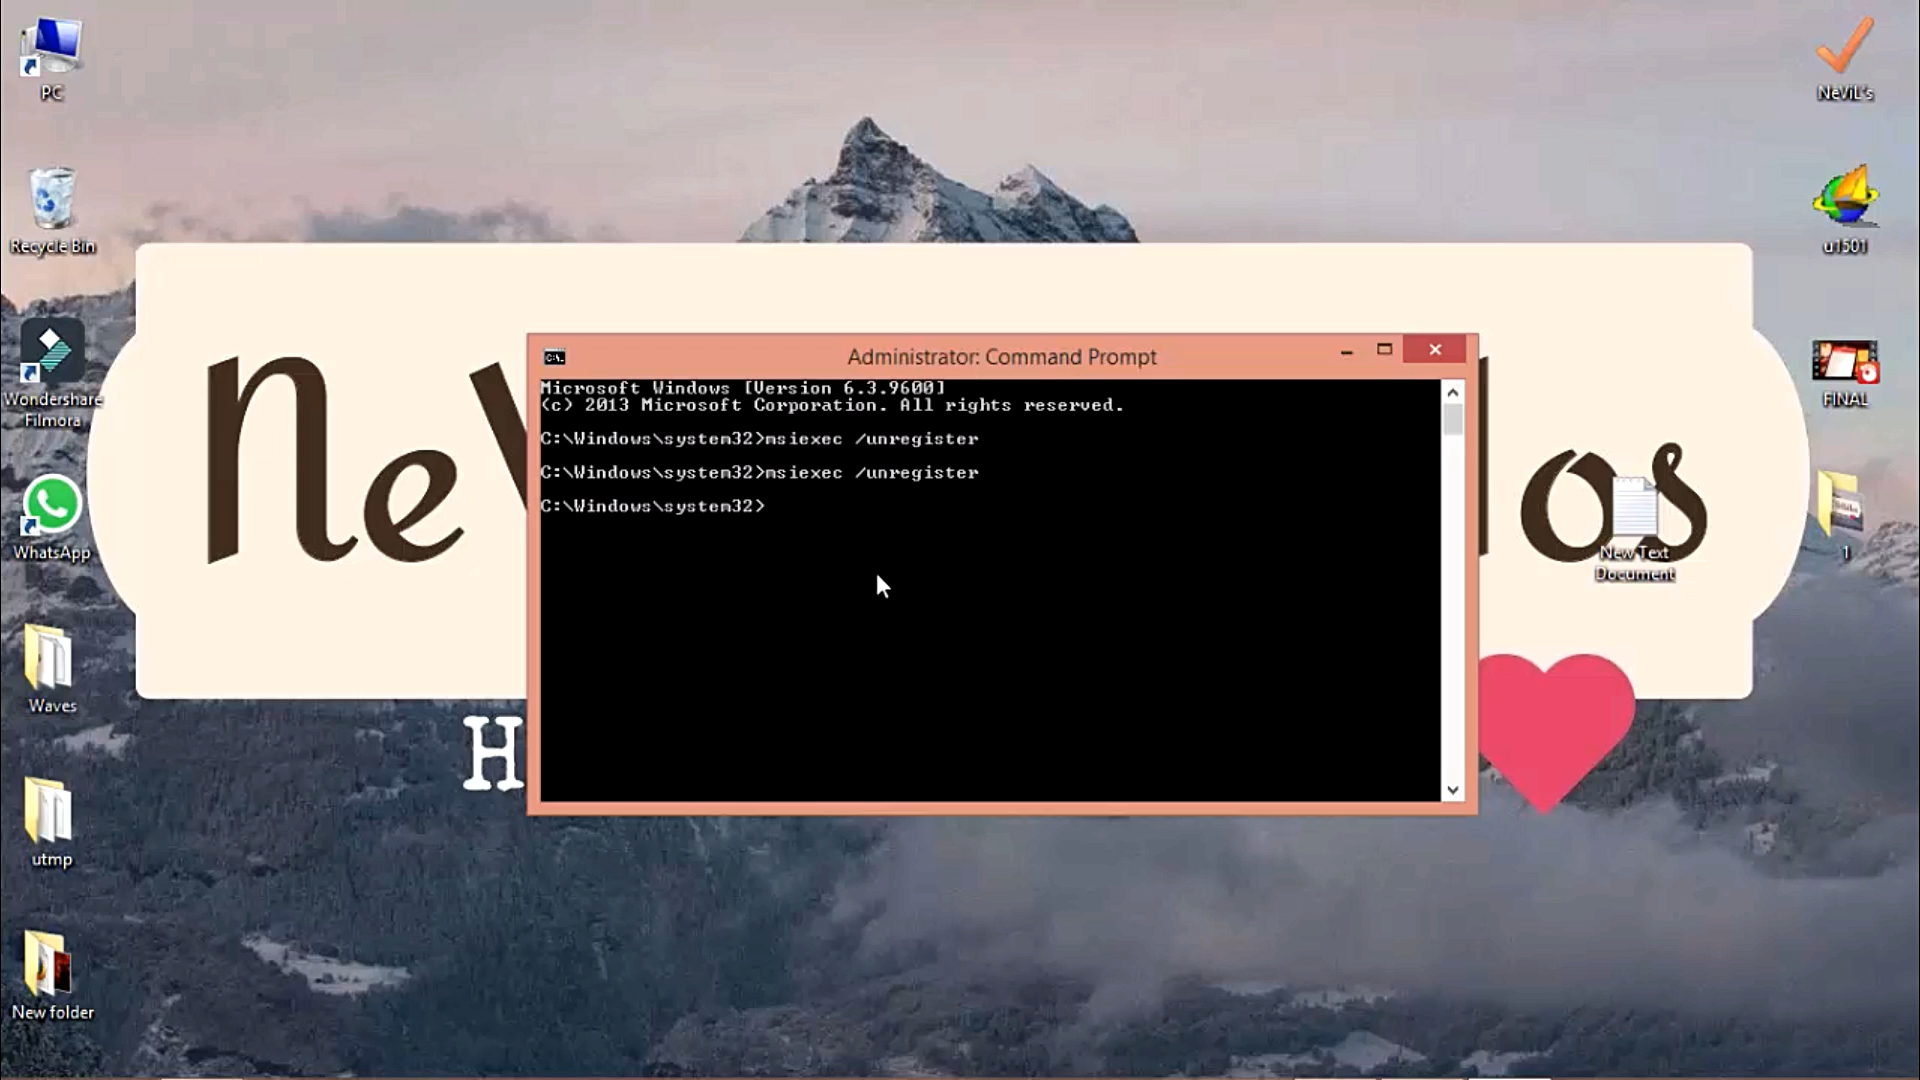 PC
Recycle Bin
Wondershare
Filmora
WhatsApp
Waves
utmp
New folder
Ne
os
H
Administrator: Command Prompt
Microsoft Windows [Version 6.3.9600]
(c) 2013 Microsoft Corporation. All rights reserved.
C:\Windows\system32>msiexec /unregister
C:\Windows\system32>msiexec /unregister
C:\Windows\system32>
New Text
Document
NeViL's
u1501
FINAL
1